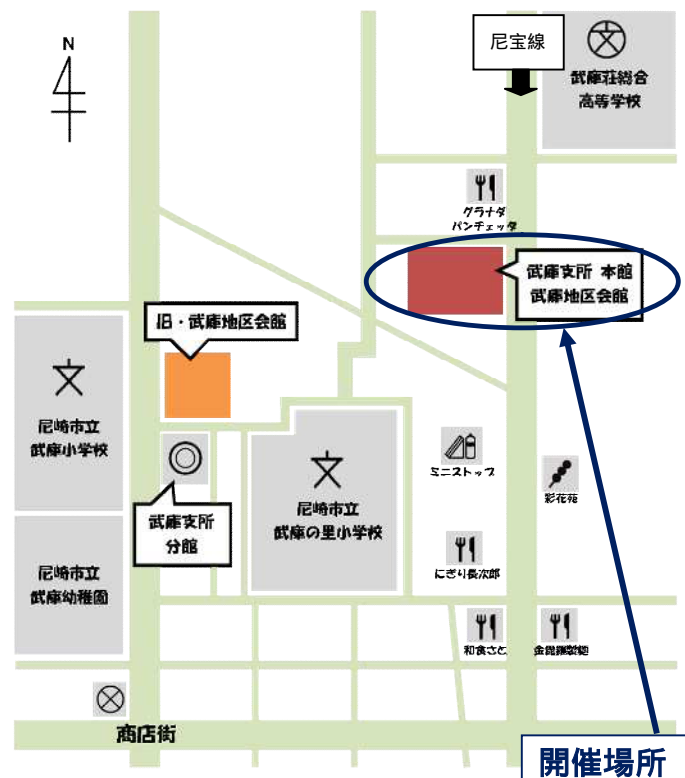 N
尼宝線
武庫荘総合
高等学校
グラナダ
パンチェッタ
武庫支所 本館
武庫地区会館
旧・武庫地区会館
尼崎市立
武庫小学校
武庫支所
分館
尼崎市立
武庫の里小学校
ミニストップ
彩花苑
にぎり長次郎
尼崎市立
武庫幼稚園
和食さと
金毘羅製麺
商店街
開催場所